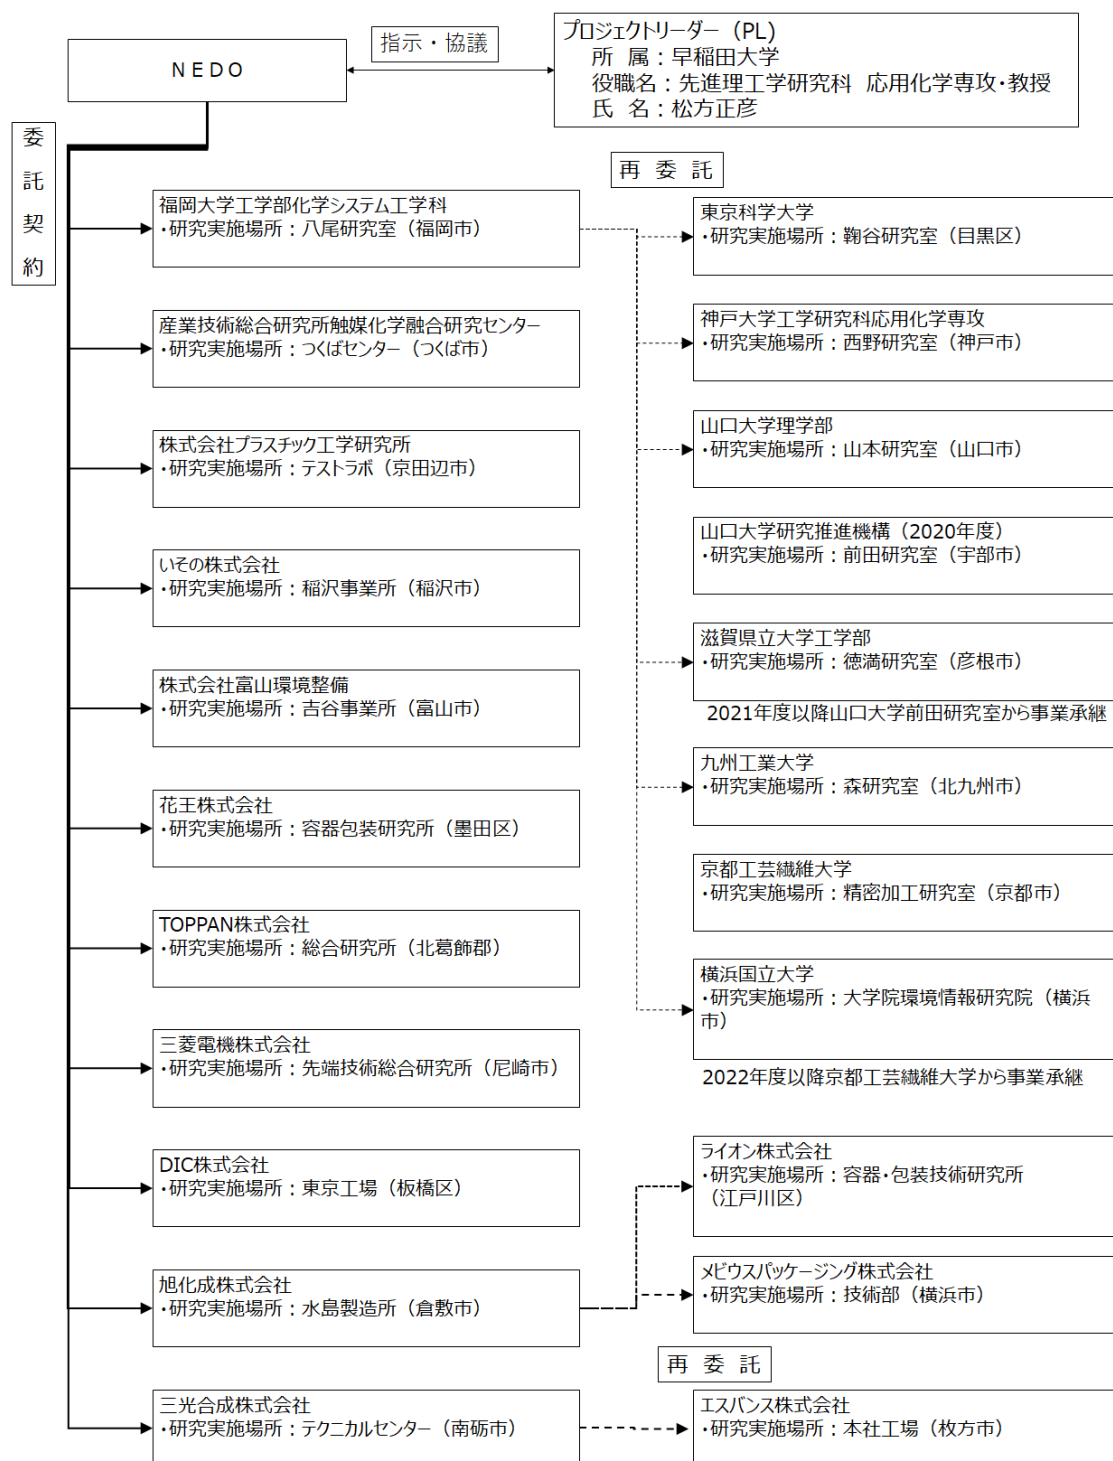 指示・協議
NEDO
プロジェクトリーダー（PL）
所 属：早稲田大学
役職名：先進理工学研究科 応用化学専攻・教授
氏 名：松方正彦
委託契約
再 委 託
福岡大学工学部化学システム工学科
・研究実施場所：八尾研究室（福岡市）
産業技術総合研究所触媒化学融合研究センター
・研究実施場所：つくばセンター（つくば市）
株式会社プラスチック工学研究所
・研究実施場所：テストラボ（京田辺市）
いその株式会社
・研究実施場所：稲沢事業所（稲沢市）
株式会社富山環境整備
・研究実施場所：吉谷事業所（富山市）
花王株式会社
・研究実施場所：容器包装研究所（墨田区）
TOPPAN株式会社
・研究実施場所：総合研究所（北葛飾郡）
三菱電機株式会社
・研究実施場所：先端技術総合研究所（尼崎市）
DIC株式会社
・研究実施場所：東京工場（板橋区）
旭化成株式会社
・研究実施場所：水島製造所（倉敷市）
三光合成株式会社
・研究実施場所：テクニカルセンター（南砺市）
東京科学大学
・研究実施場所：鞠谷研究室（目黒区）
神戸大学工学研究科応用化学専攻
・研究実施場所：西野研究室（神戸市）
山口大学理学部
・研究実施場所：山本研究室（山口市）
山口大学研究推進機構（2020年度）
・研究実施場所：前田研究室（宇部市）
滋賀県立大学工学部
・研究実施場所：徳満研究室（彦根市）
2021年度以降山口大学前田研究室から事業承継
九州工業大学
・研究実施場所：森研究室（北九州市）
京都工芸繊維大学
・研究実施場所：精密加工研究室（京都市）
横浜国立大学
・研究実施場所：大学院環境情報研究院（横浜
市）
2022年度以降京都工芸繊維大学から事業承継
ライオン株式会社
・研究実施場所：容器・包装技術研究所
（江戸川区）
メビウスパッケージング株式会社
・研究実施場所：技術部（横浜市）
再 委 託
エスバンス株式会社
・研究実施場所：本社工場（枚方市）